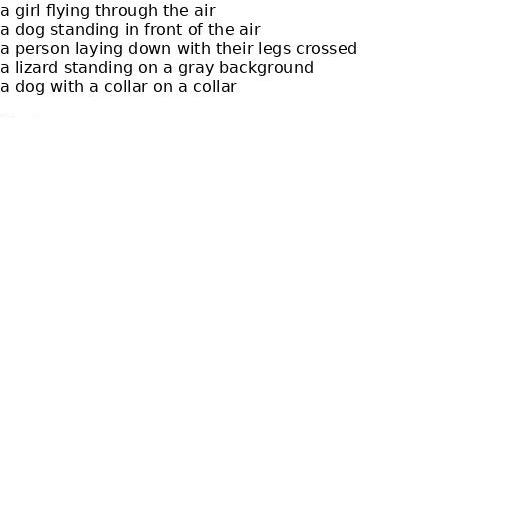 a girl flying through the air
a dog standing in front of the air
a person laying down with their legs crossed
a lizard standing on a gray background
a dog with a collar on a collar